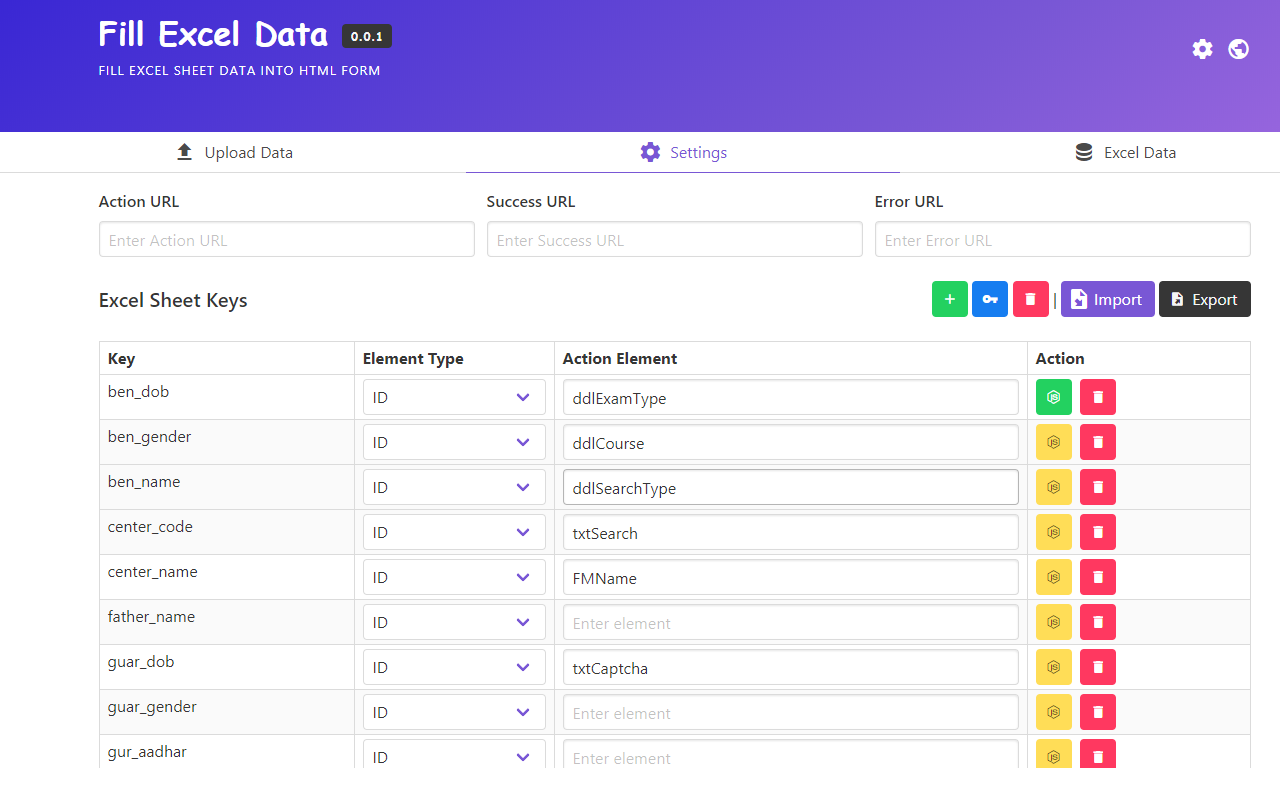 Fill Excel Data 0.0.1
FILL EXCEL SHEET DATA INTO HTML FORM
Upload Data Settings Excel Data
Action URL Success URL Error URL
Enter Action URL Enter Success URL Enter Error URL
Excel Sheet Keys + | Import Export
Key Element Type Action Element Action
ben_dob ID ddlExamType
ben_gender ID ddlCourse
ben_name ID ddlSearchType
center_code ID txtSearch
center_name ID FMName
father_name ID Enter element
guar_dob ID txtCaptcha
guar_gender ID Enter element
gur_aadhar ID Enter element